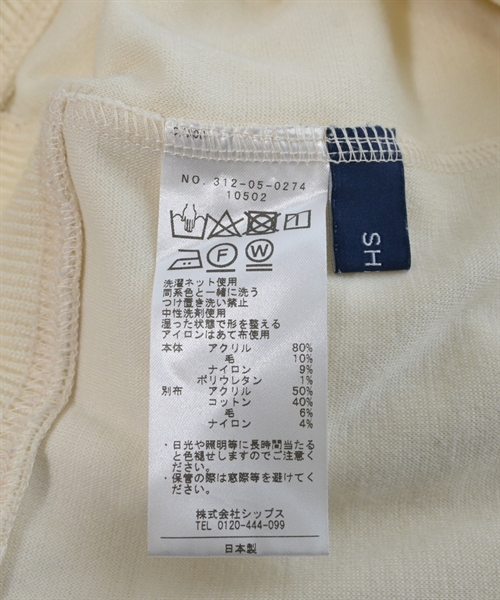 NO. 312-05-0274
10502
F
W
SH
洗濯ネット使用
同系色と一緒に洗う
つけ置き洗い禁止
中性洗剤使用
湿った状態で形を整える
アイロンはあて布使用
本体 アクリル 80%
毛 10%
ナイロン 9%
ポリウレタン 1%
別布 アクリル 50%
コットン 40%
毛 6%
ナイロン 4%
・日光や照明等に長時間当たる
と色褪せしますのでご注意く
ださい。
・保管の際は窓際等を避けてく
ださい。
株式会社シップス
TEL 0120-444-099
日本製